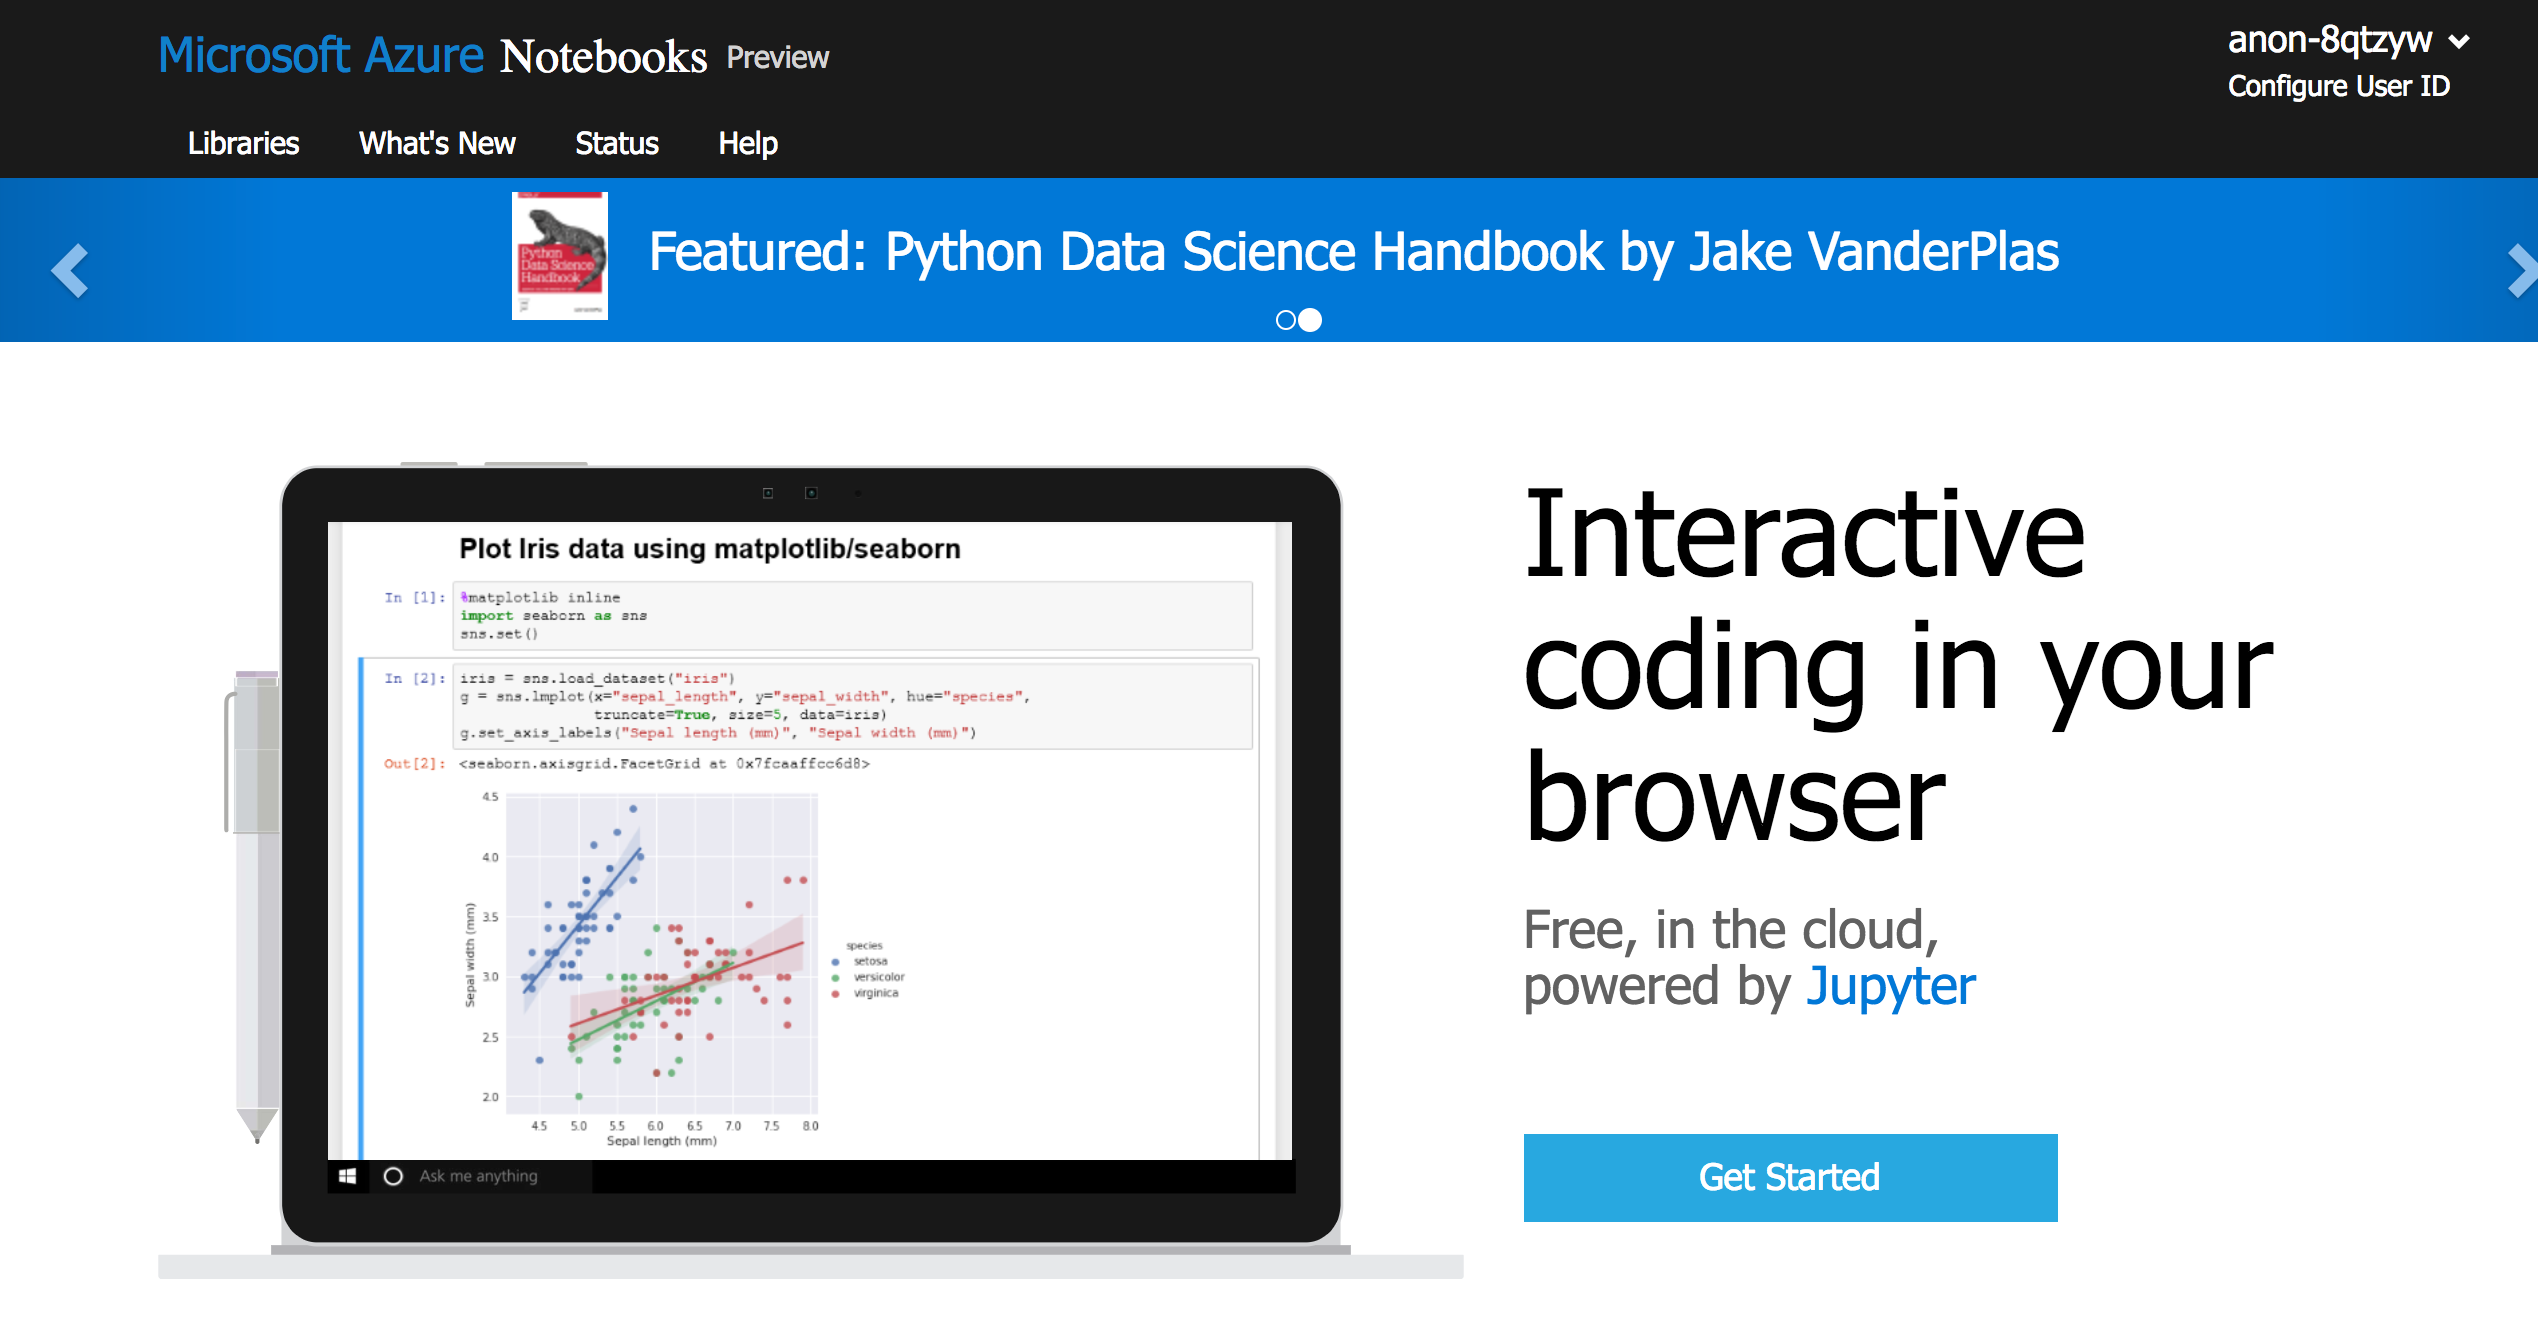 Microsoft Azure Notebooks Preview
anon-8qtzyw
Configure User ID
Libraries What's New Status Help
Python
Data Science
Handbook
Featured: Python Data Science Handbook by Jake VanderPlas
Plot Iris data using matplotlib/seaborn
In [1]: %matplotlib inline
import seaborn as sns
sns.set()
In [2]: iris = sns.load_dataset("iris")
g = sns.lmplot(x="sepal_length", y="sepal_width", hue="species",
truncate=True, size=5, data=iris)
g.set_axis_labels("Sepal length (mm)", "Sepal width (mm)")
Out[2]: <seaborn.axisgrid.FacetGrid at 0x7fcaaffcc6d8>
4.5
4.0
3.5
3.0
2.5
2.0
Sepal width (mm)
4.5 5.0 5.5 6.0 6.5 7.0 7.5 8.0
Sepal length (mm)
species
setosa
versicolor
virginica
Ask me anything
Interactive
coding in your
browser
Free, in the cloud,
powered by Jupyter
Get Started